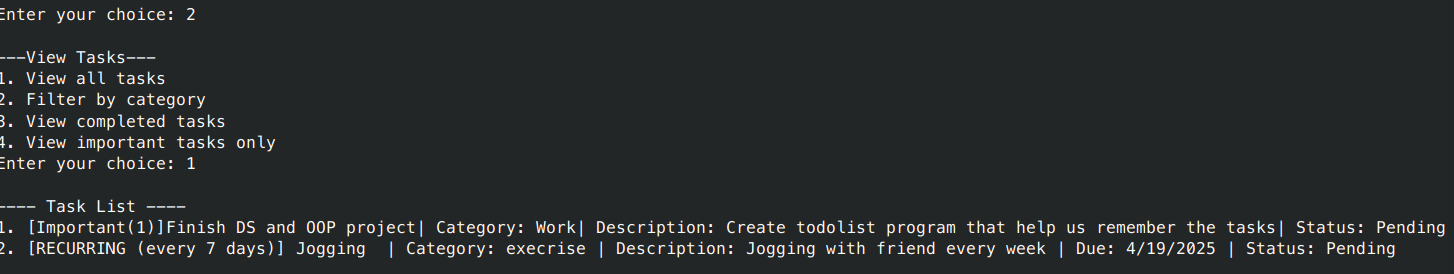 Enter your choice: 2
---View Tasks---
1. View all tasks
2. Filter by category
3. View completed tasks
4. View important tasks only
Enter your choice: 1
---- Task List ----
1. [Important(1)]Finish DS and OOP project| Category: Work| Description: Create todolist program that help us remember the tasks| Status: Pending
2. [RECURRING (every 7 days)] Jogging  | Category: execrise | Description: Jogging with friend every week | Due: 4/19/2025 | Status: Pending